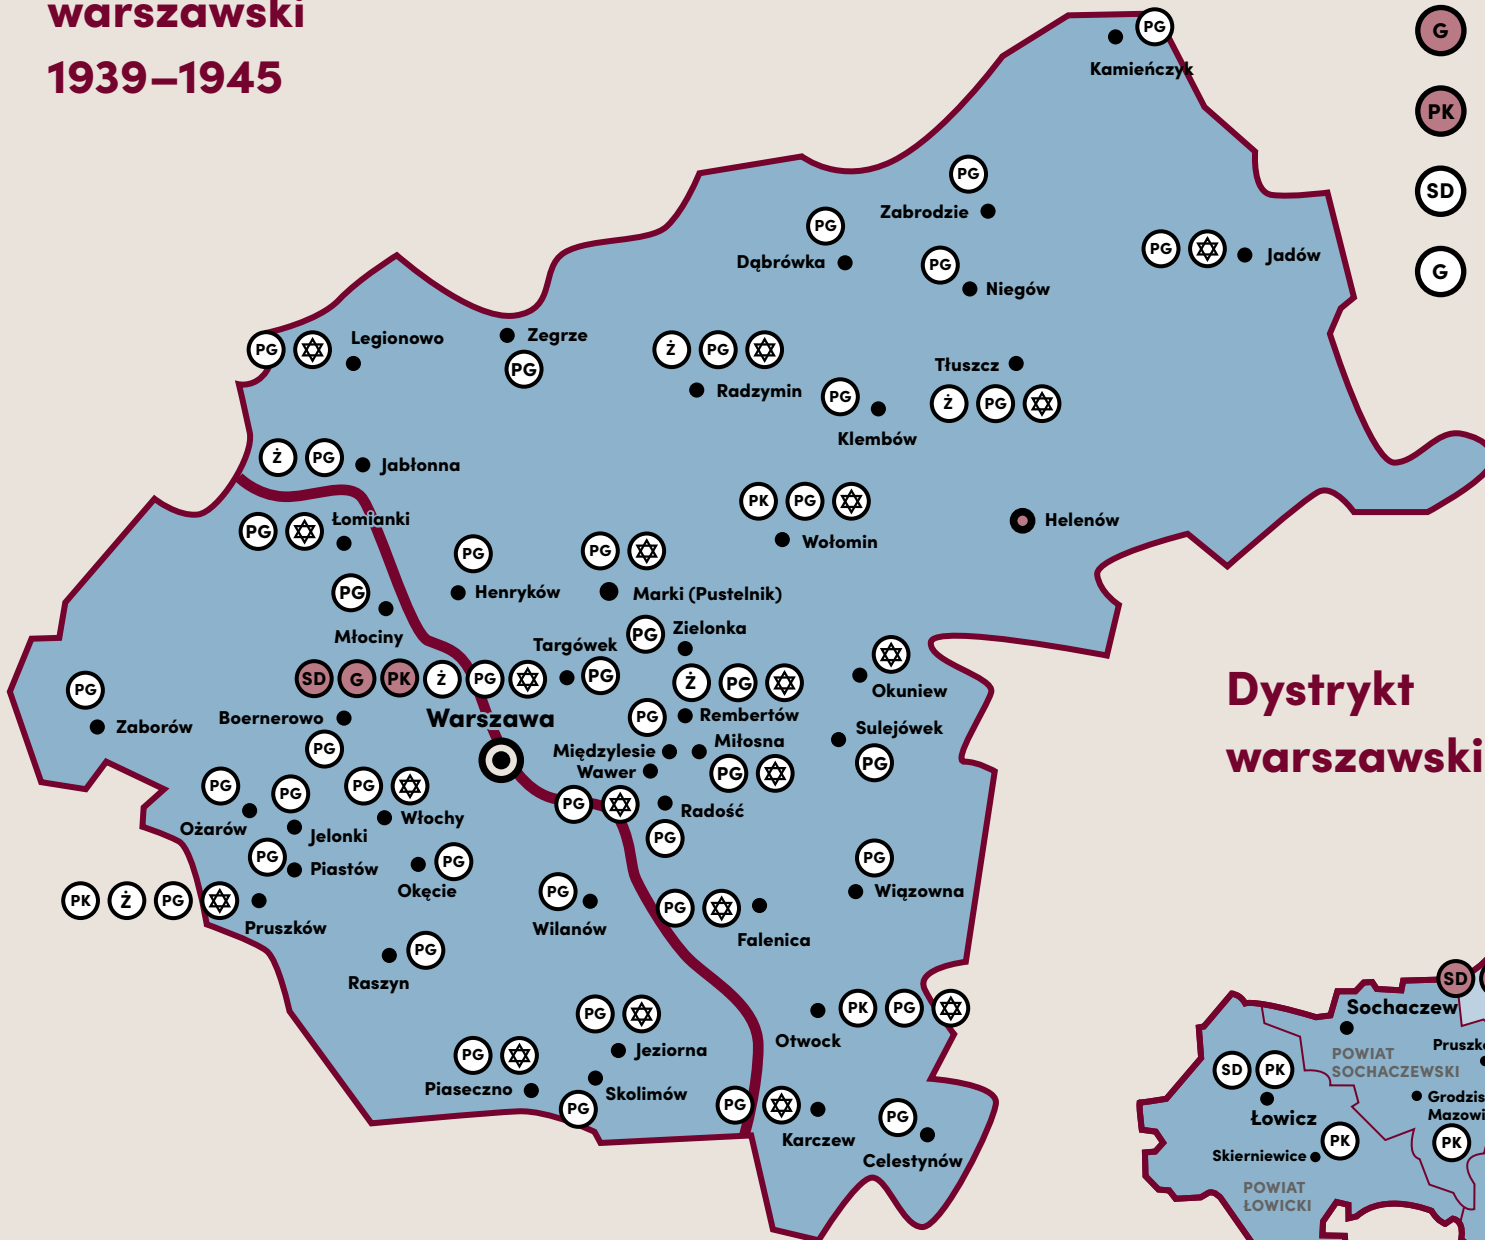 warszawski
1939–1945
G
PK
SD
G
PG
Kamieńczyk
PG
Zabrodzie
PG
Dąbrówka
PG
Niegów
PG
Jadów
PG
Legionowo
Zegrze
PG
Ż PG
Radzymin
PG
Klembów
Tłuszcz
Ż PG
Ż PG
Jabłonna
PG
Łomianki
PK PG
Wołomin
Helenów
PG
Henryków
PG
Marki (Pustelnik)
PG
Młociny
PG
Zielonka
Targówek
PG
SD G PK Ż PG
Warszawa
Ż PG
Rembertów
PG
Okuniew
PG
Zaborów
Boernerowo
PG
Międzylesie
Miłosna
PG
Wawer
PG
Sulejówek
PG
Dystrykt
warszawski
PG
Ożarów
PG
Jelonki
PG
Włochy
Radość
PG
PG
Piastów
Okęcie
PG
PG
Wiązowna
PK Ż PG
Pruszków
PG
Wilanów
PG
Falenica
Raszyn
PG
PG
Jeziorna
Otwock
PK PG
PG
Piaseczno
Skolimów
PG
PG
Karczew
PG
Celestynów
SD
Sochaczew
POWIAT
SOCHACZEWSKI
Pruszk
SD PK
Łowicz
Grodzis
Mazowi
PK
Skierniewice
PK
POWIAT
ŁOWICKI